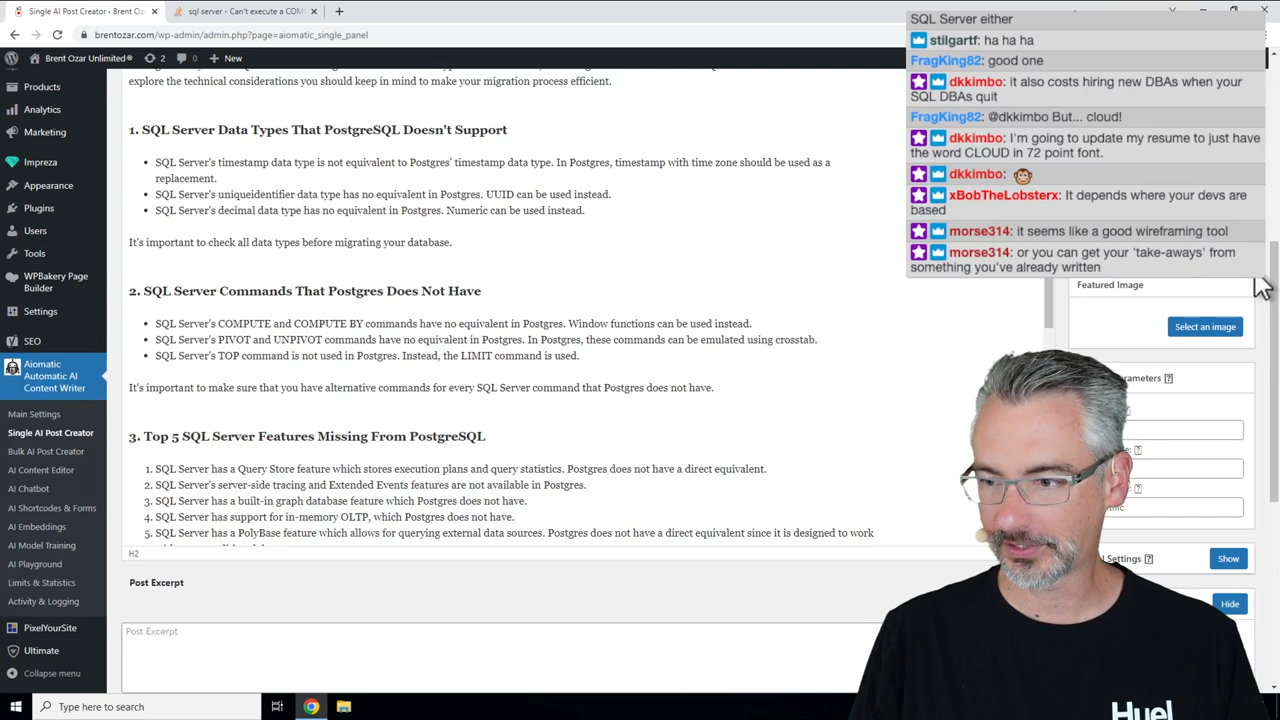 Single AI Post Creator ‹ Brent Oz
sql server - Can't execute a COM
brentozar.com/wp-admin/admin.php?page=aiomatic_single_panel
Brent Ozar Unlimited® 2 0 + New
Products
Analytics
Marketing
Impreza
Appearance
Plugins
Users
Tools
WPBakery Page
Builder
Settings
SEO
Aiomatic
Automatic AI
Content Writer
Main Settings
Single AI Post Creator
Bulk AI Post Creator
AI Content Editor
AI Chatbot
AI Shortcodes & Forms
AI Embeddings
AI Model Training
AI Playground
Limits & Statistics
Activity & Logging
PixelYourSite
Ultimate
Collapse menu
explore the technical considerations you should keep in mind to make your migration process efficient.
1. SQL Server Data Types That PostgreSQL Doesn't Support
• SQL Server's timestamp data type is not equivalent to Postgres' timestamp data type. In Postgres, timestamp with time zone should be used as a
replacement.
• SQL Server's uniqueidentifier data type has no equivalent in Postgres. UUID can be used instead.
• SQL Server's decimal data type has no equivalent in Postgres. Numeric can be used instead.
It's important to check all data types before migrating your database.
2. SQL Server Commands That Postgres Does Not Have
• SQL Server's COMPUTE and COMPUTE BY commands have no equivalent in Postgres. Window functions can be used instead.
• SQL Server's PIVOT and UNPIVOT commands have no equivalent in Postgres. In Postgres, these commands can be emulated using crosstab.
• SQL Server's TOP command is not used in Postgres. Instead, the LIMIT command is used.
It's important to make sure that you have alternative commands for every SQL Server command that Postgres does not have.
3. Top 5 SQL Server Features Missing From PostgreSQL
1. SQL Server has a Query Store feature which stores execution plans and query statistics. Postgres does not have a direct equivalent.
2. SQL Server's server-side tracing and Extended Events features are not available in Postgres.
3. SQL Server has a built-in graph database feature which Postgres does not have.
4. SQL Server has support for in-memory OLTP, which Postgres does not have.
5. SQL Server has a PolyBase feature which allows for querying external data sources. Postgres does not have a direct equivalent since it is designed to work
H2
Post Excerpt
Post Excerpt
SQL Server either
stilgartf: ha ha ha
FragKing82: good one
dkkimbo: it also costs hiring new DBAs when your
SQL DBAs quit
FragKing82: @dkkimbo But... cloud!
dkkimbo: I'm going to update my resume to just have
the word CLOUD in 72 point font.
dkkimbo:
xBobTheLobsterx: It depends where your devs are
based
morse314: it seems like a good wireframing tool
morse314: or you can get your 'take-aways' from
something you've already written
Featured Image
Select an image
Settings [?]
Show
Hide
Type here to search
Huel